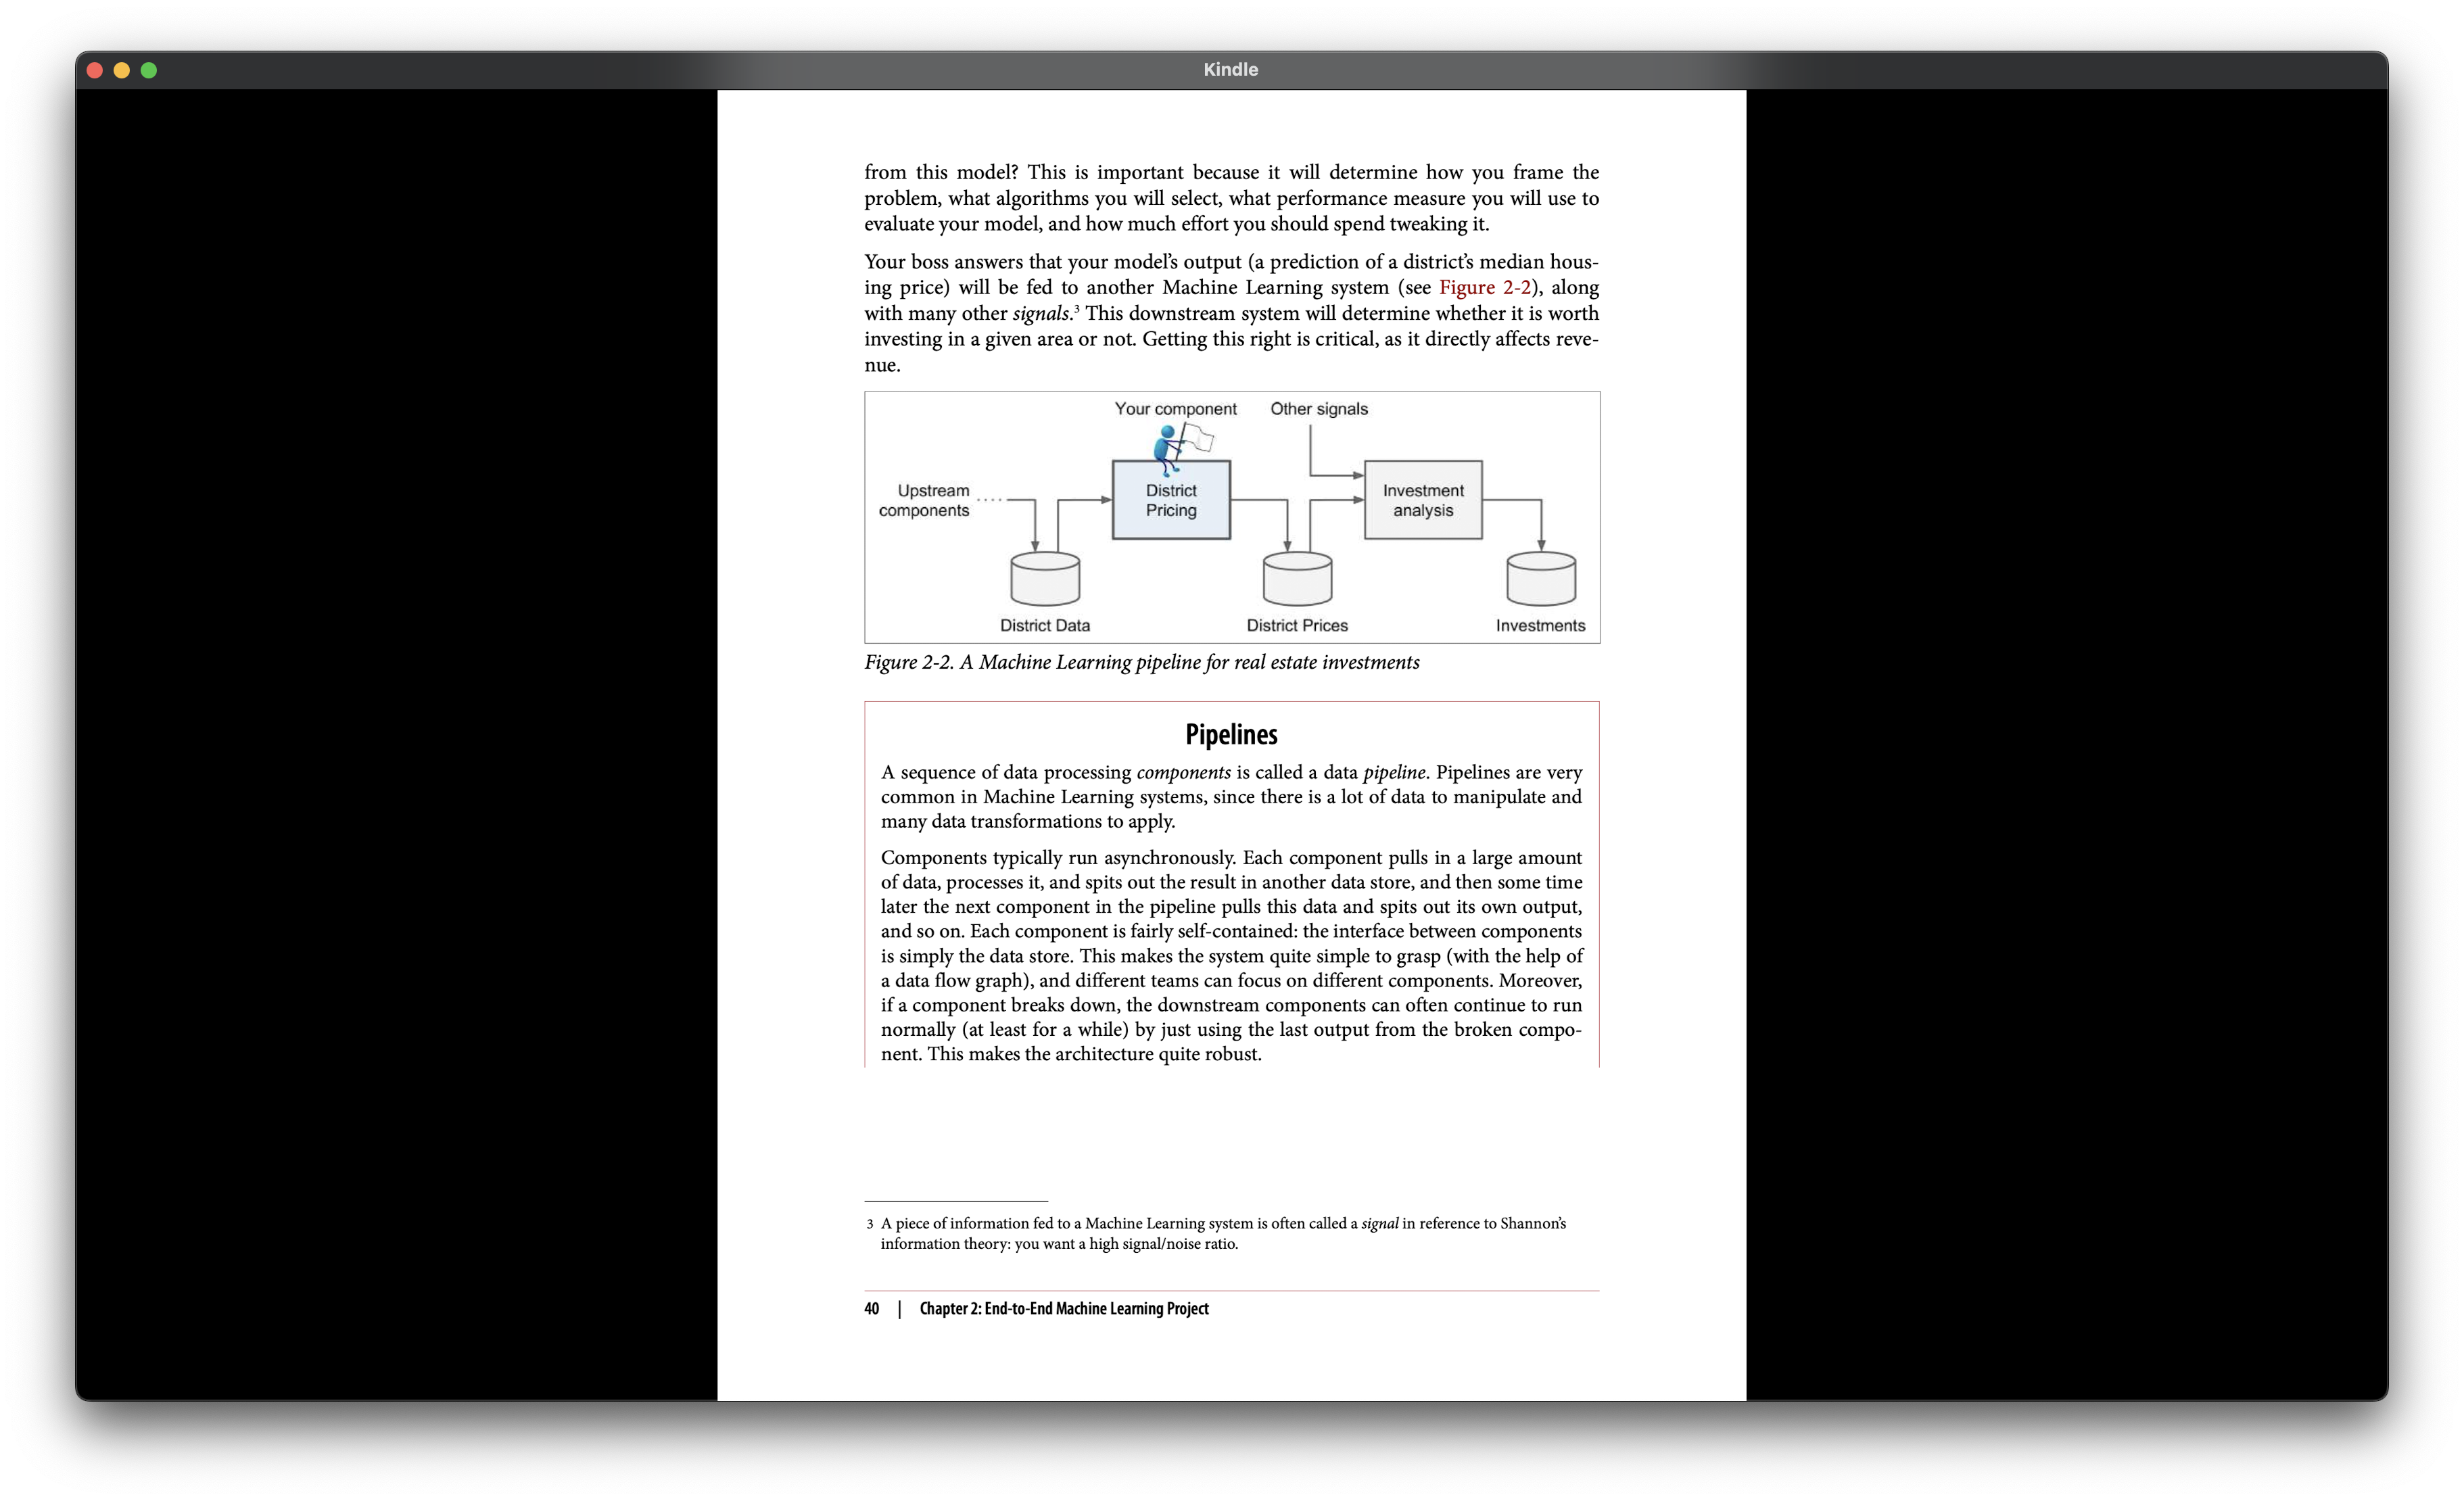 Kindle
from this model? This is important because it will determine how you frame the
problem, what algorithms you will select, what performance measure you will use to
evaluate your model, and how much effort you should spend tweaking it.
Your boss answers that your model's output (a prediction of a district's median hous-
ing price) will be fed to another Machine Learning system (see Figure 2-2), along
with many other signals.³ This downstream system will determine whether it is worth
investing in a given area or not. Getting this right is critical, as it directly affects reve-
nue.
Your component
Other signals
Upstream
components
District
Pricing
Investment
analysis
District Data
District Prices
Investments
Figure 2-2. A Machine Learning pipeline for real estate investments
Pipelines
A sequence of data processing components is called a data pipeline. Pipelines are very
common in Machine Learning systems, since there is a lot of data to manipulate and
many data transformations to apply.
Components typically run asynchronously. Each component pulls in a large amount
of data, processes it, and spits out the result in another data store, and then some time
later the next component in the pipeline pulls this data and spits out its own output,
and so on. Each component is fairly self-contained: the interface between components
is simply the data store. This makes the system quite simple to grasp (with the help of
a data flow graph), and different teams can focus on different components. Moreover,
if a component breaks down, the downstream components can often continue to run
normally (at least for a while) by just using the last output from the broken compo-
nent. This makes the architecture quite robust.
3 A piece of information fed to a Machine Learning system is often called a signal in reference to Shannon's
information theory: you want a high signal/noise ratio.
40 | Chapter 2: End-to-End Machine Learning Project